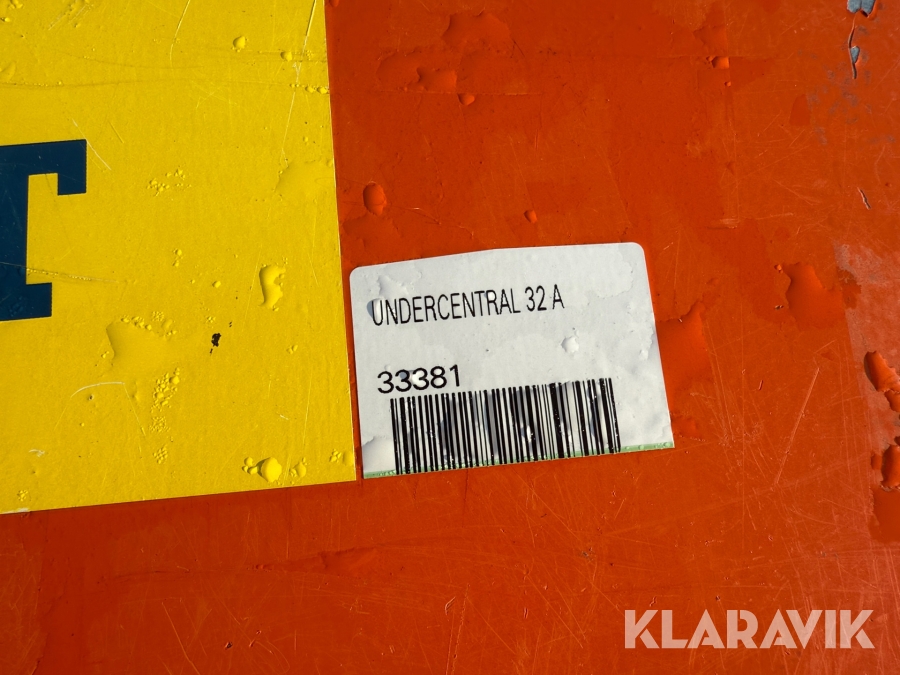 T
UNDERCENTRAL 32 A
33381
KLARAVIK